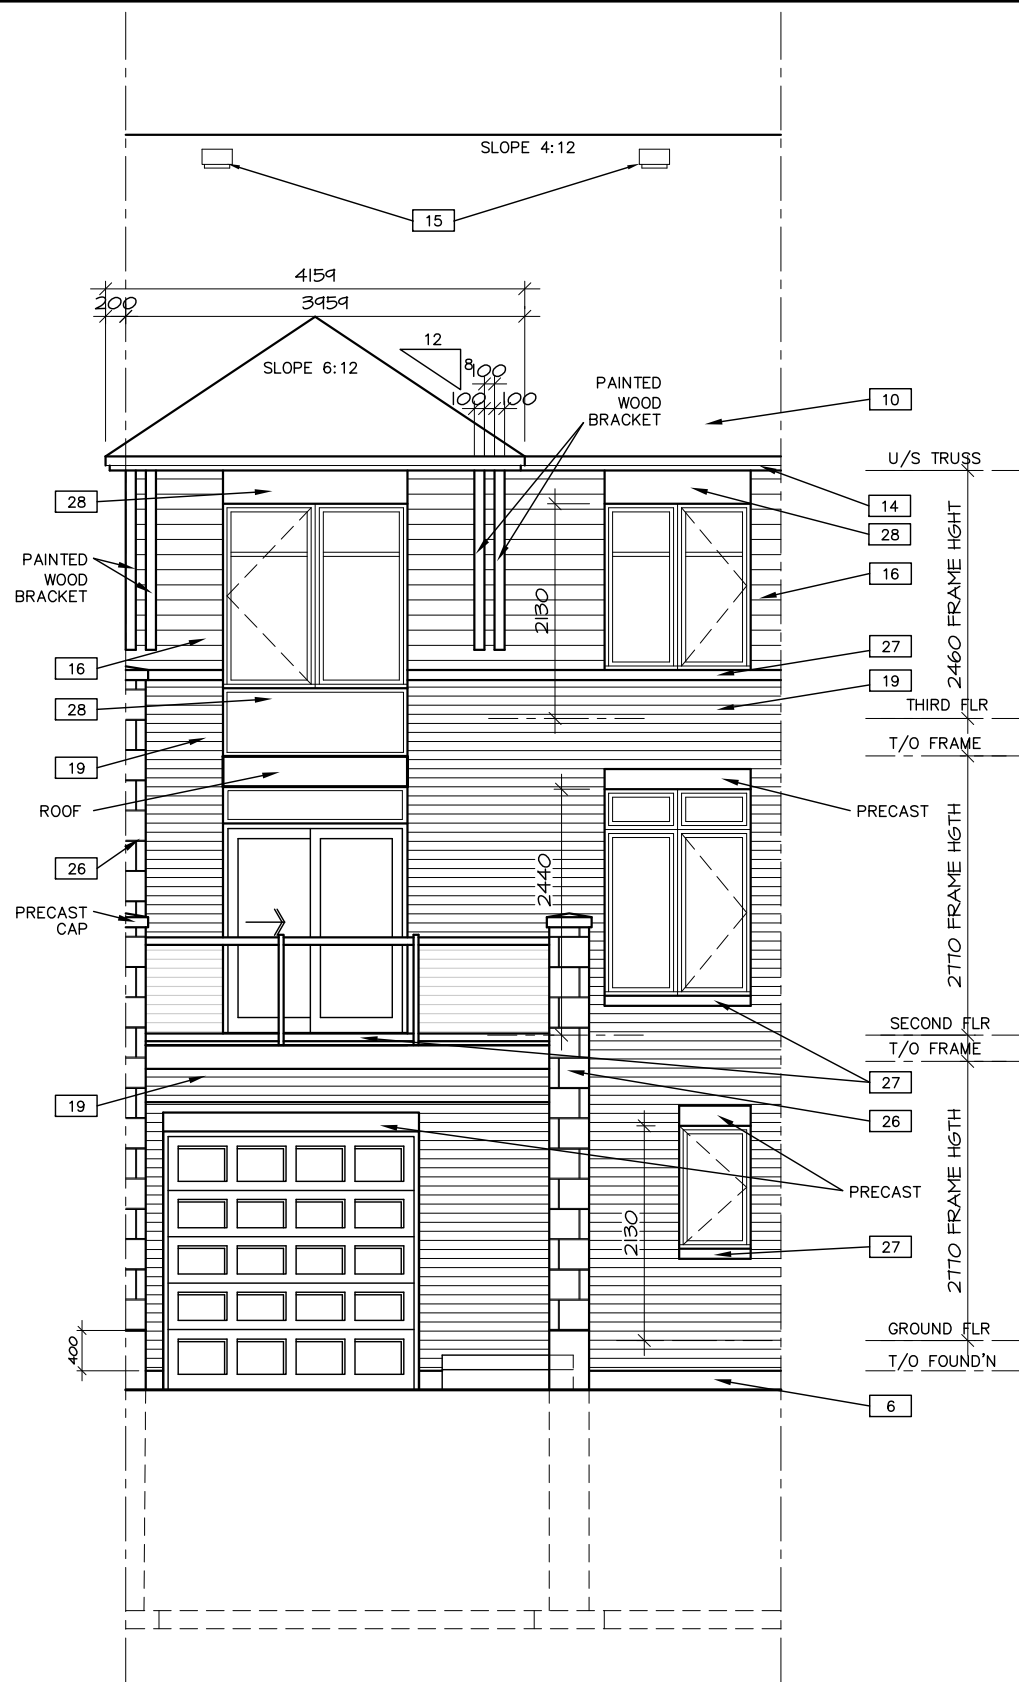 SLOPE 4:12
15
4159
200
3959
12
8
SLOPE 6:12
100
100
100
PAINTED
WOOD
BRACKET
10
U/S TRUSS
28
14
28
PAINTED
WOOD
BRACKET
16
2130
2460 FRAME HGHT
16
27
19
28
THIRD FLR
19
T/O FRAME
ROOF
PRECAST
26
2440
2770 FRAME HGTH
PRECAST
CAP
SECOND FLR
T/O FRAME
27
19
26
2770 FRAME HGTH
PRECAST
2130
27
GROUND FLR
400
T/O FOUND'N
6